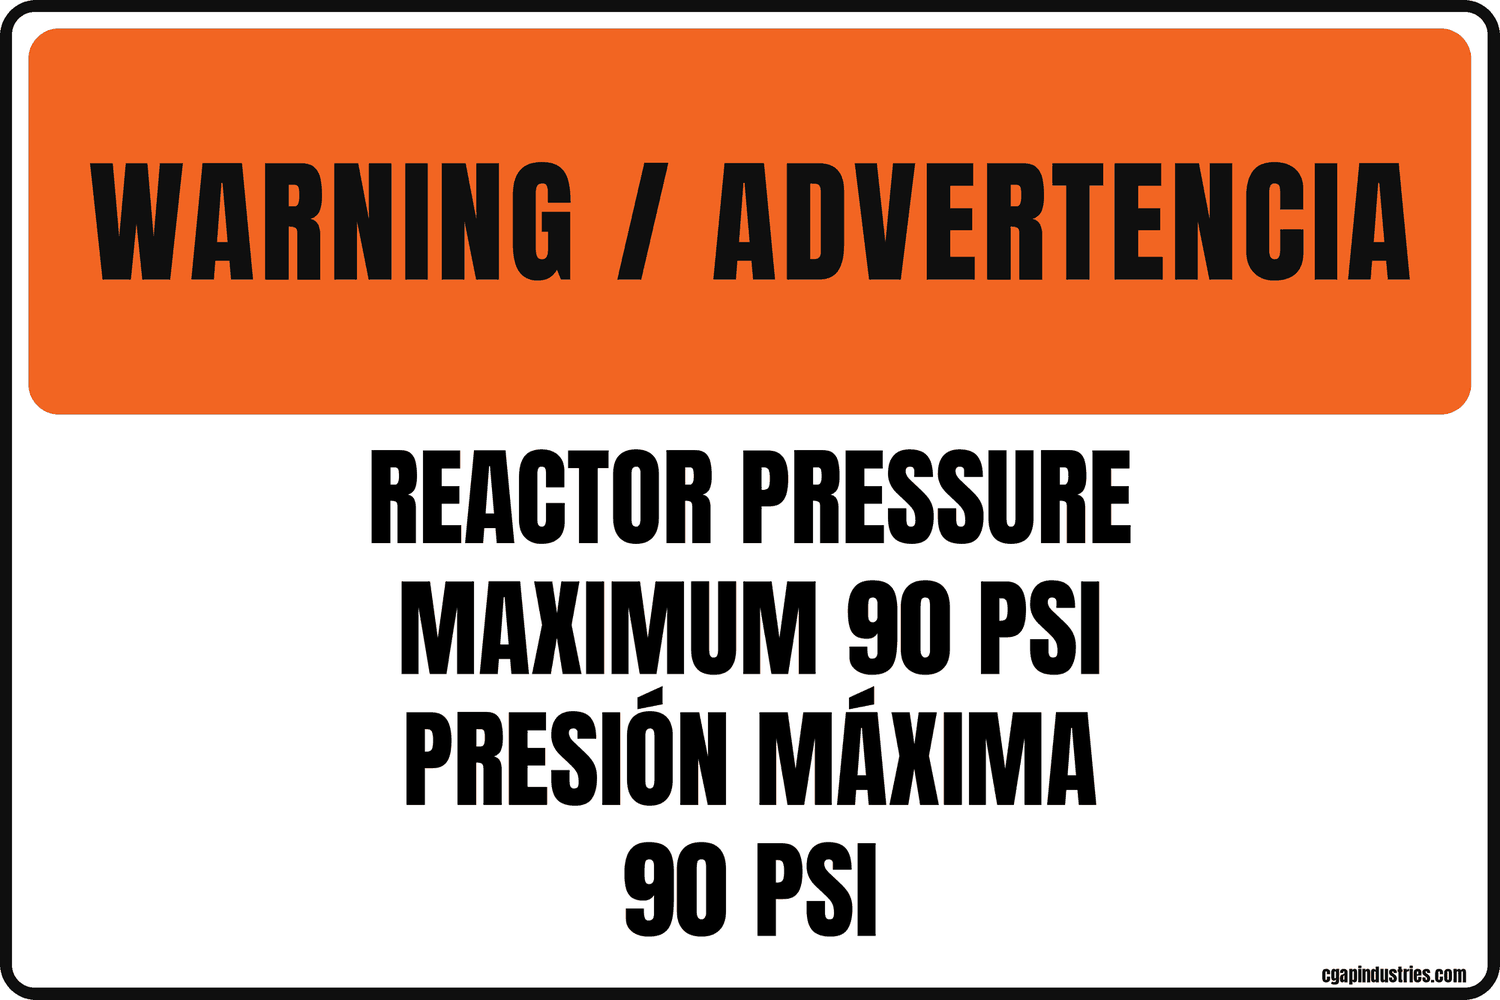 WARNING / ADVERTENCIA
REACTOR PRESSURE
MAXIMUM 90 PSI
PRESIÓN MÁXIMA
90 PSI
cgapindustries.com